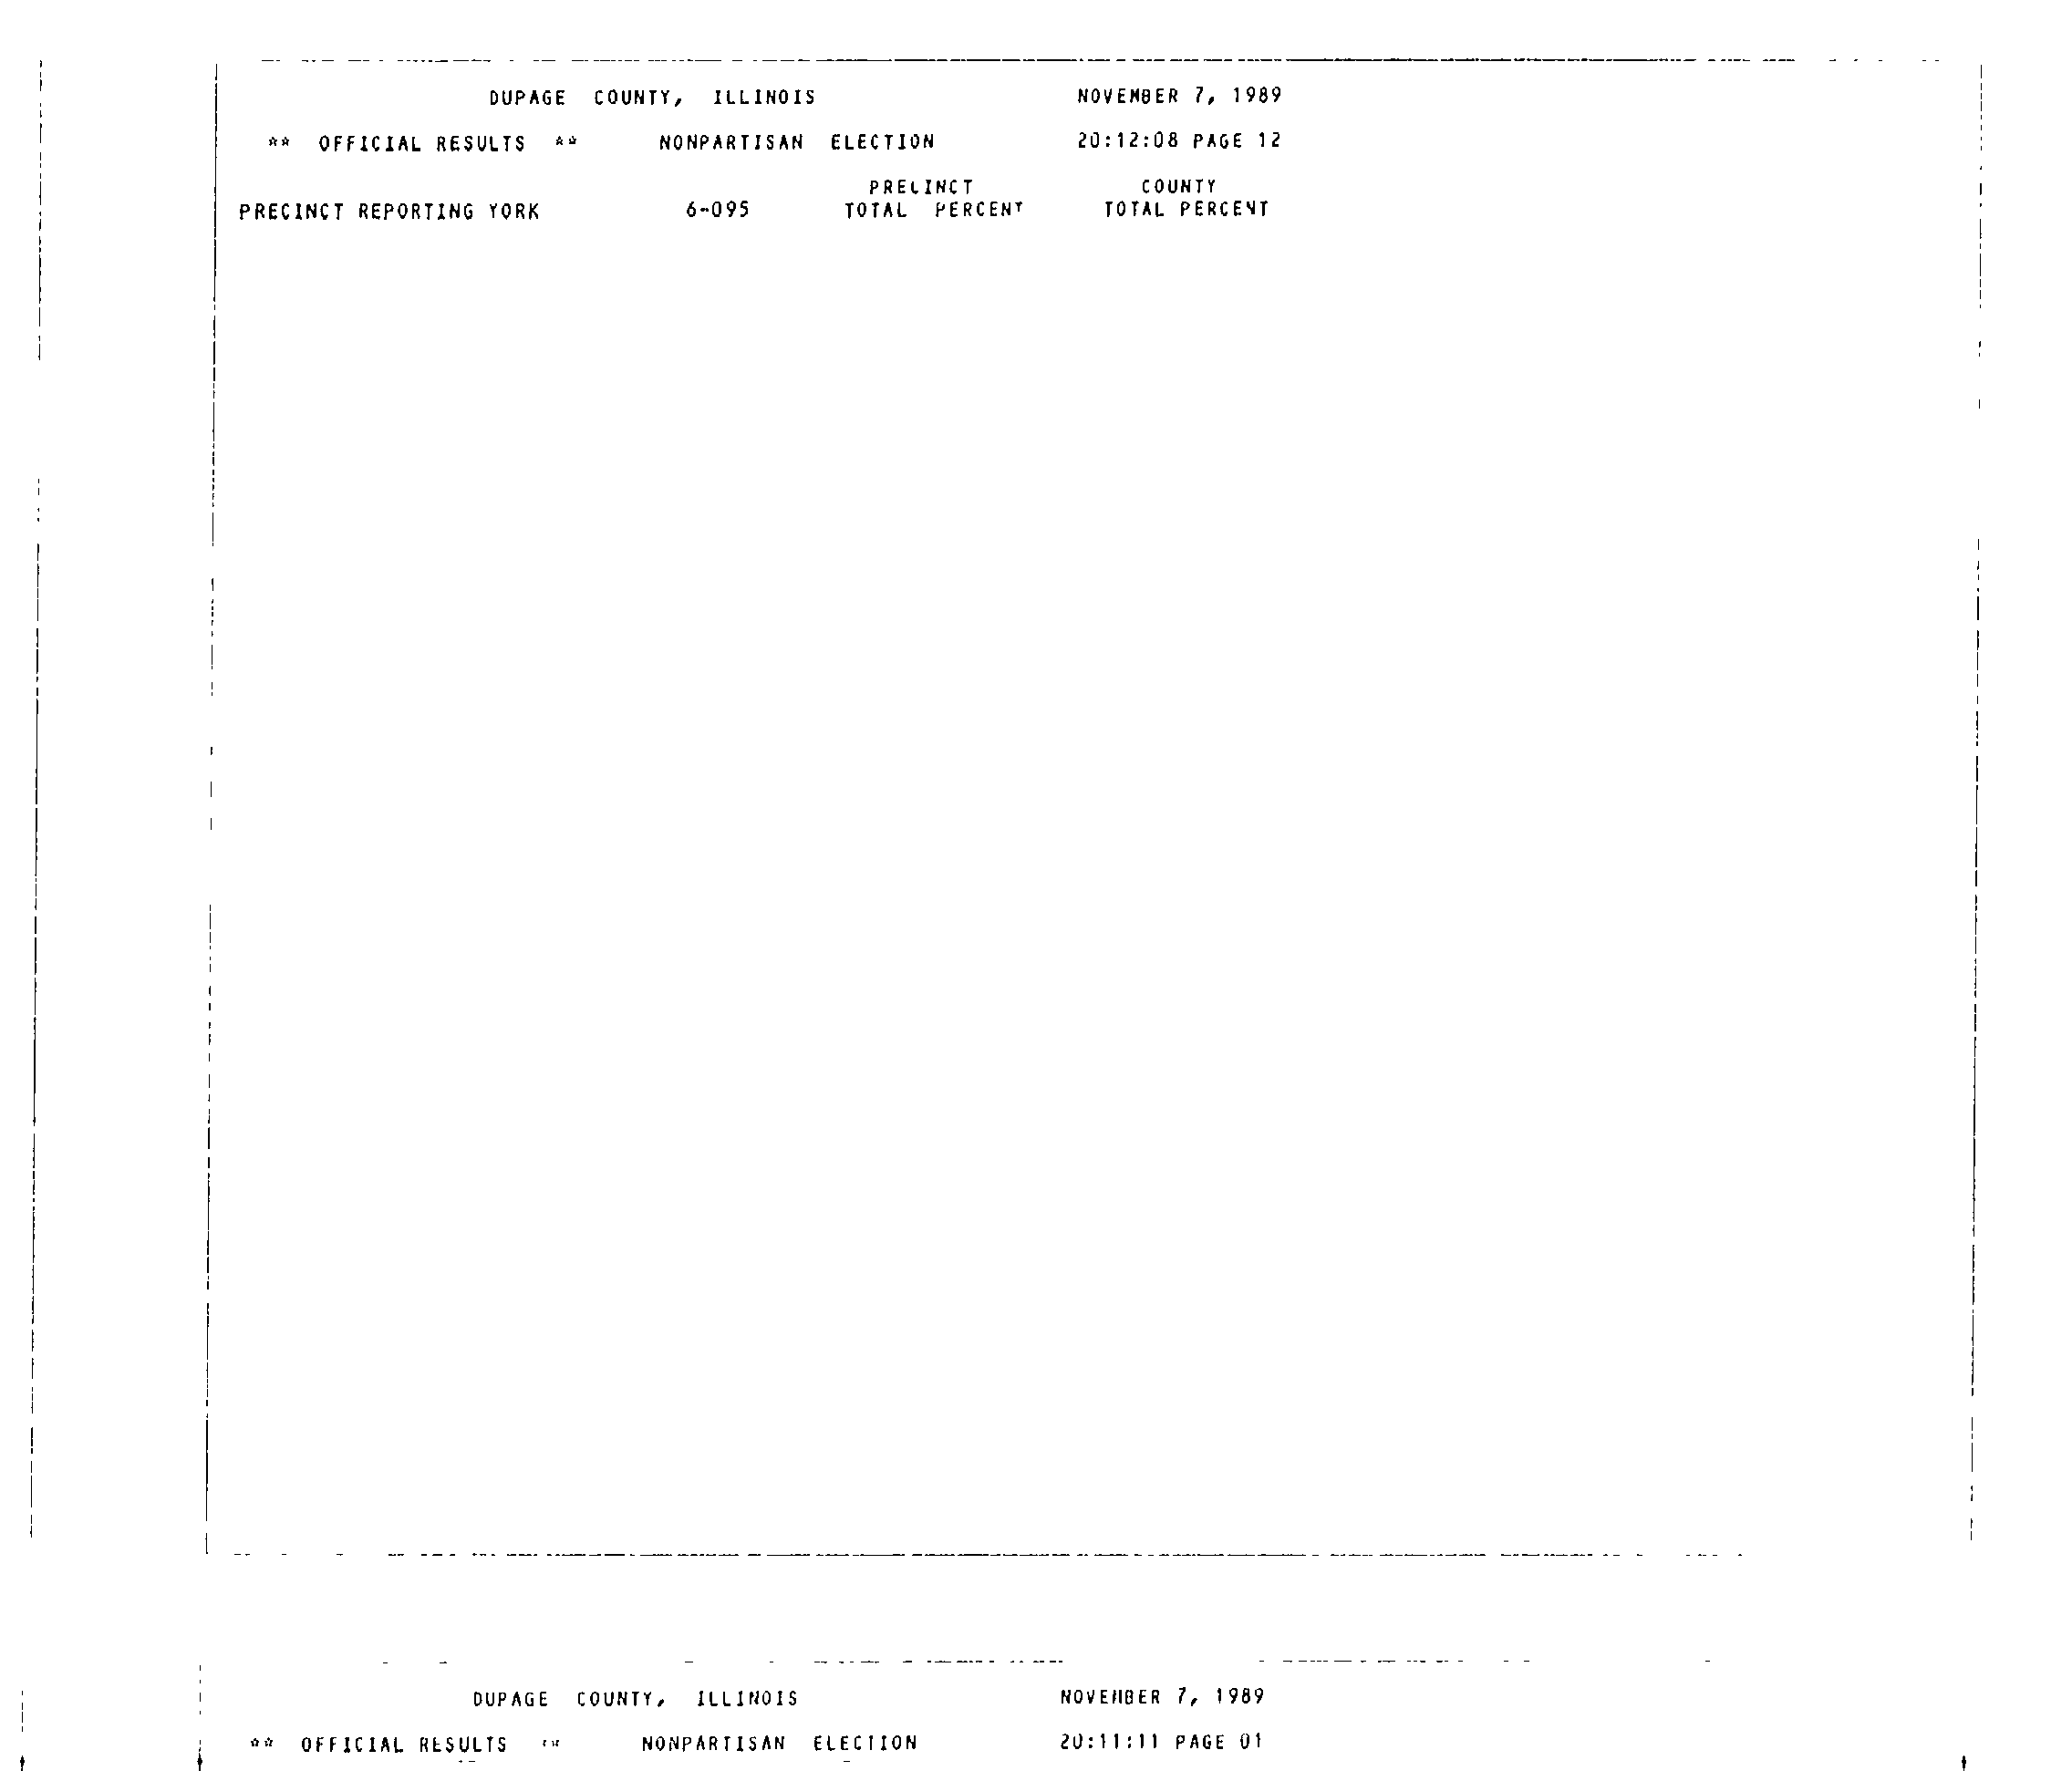 DUPAGE COUNTY, ILLINOIS NOVEMBER 7, 1989
** OFFICIAL RESULTS ** NONPARTISAN ELECTION 20:12:08 PAGE 12
PRECINCT COUNTY
PRECINCT REPORTING YORK 6-095 TOTAL PERCENT TOTAL PERCENT
DUPAGE COUNTY, ILLINOIS NOVEMBER 7, 1989
** OFFICIAL RESULTS ** NONPARTISAN ELECTION 20:11:11 PAGE 01